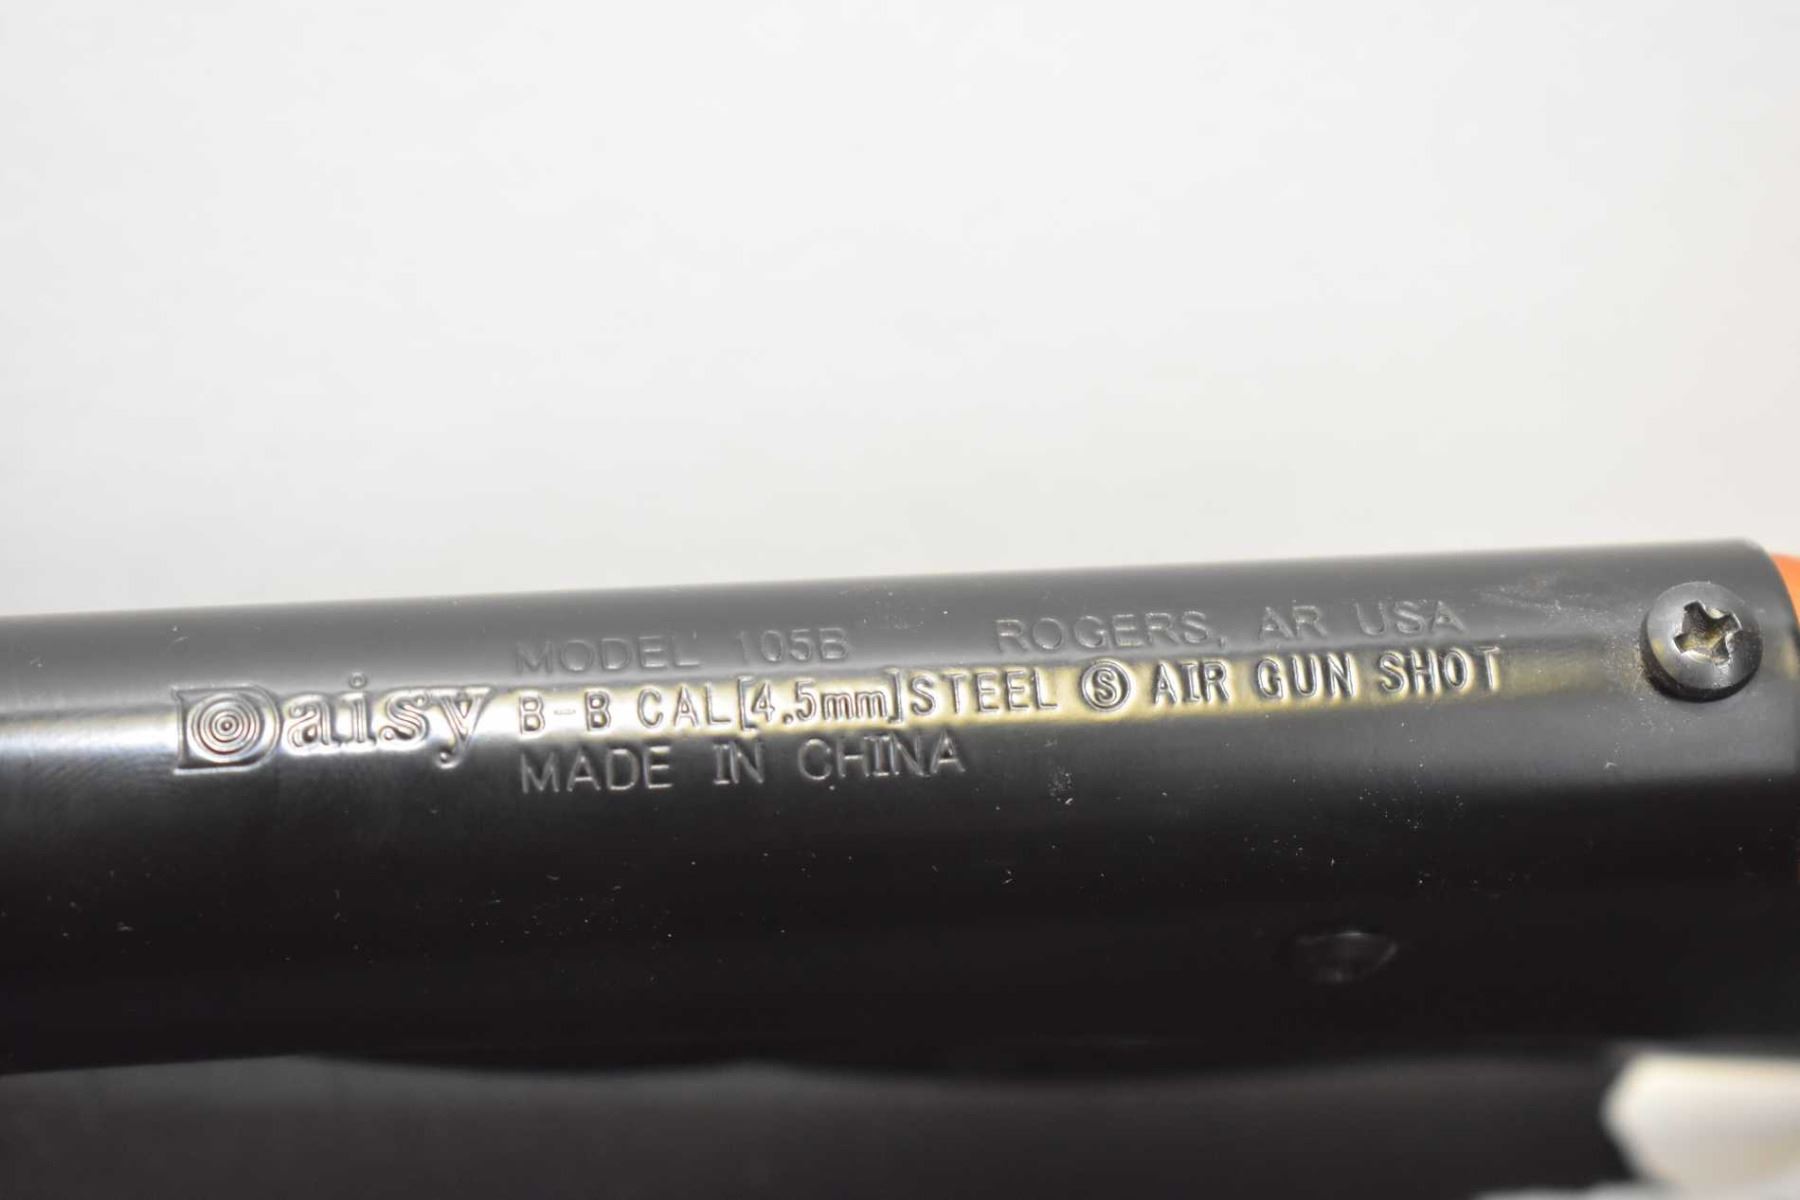 MODEL 105B ROGERS, AR USA
Daisy B-B CAL[4.5mm]STEEL Ⓢ AIR GUN SHOT
MADE IN CHINA